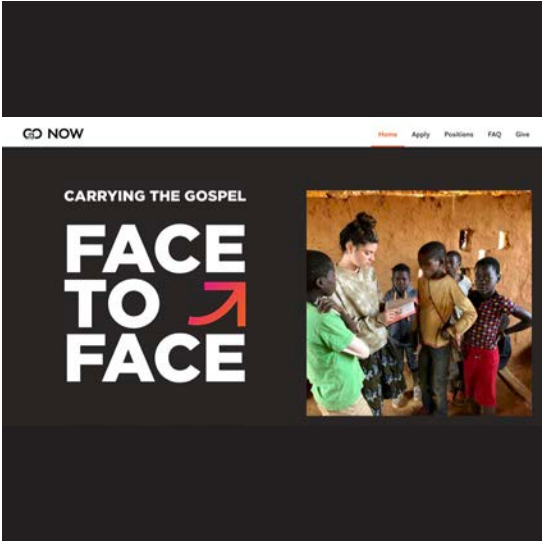 GO NOW
Home Apply Positions FAQ Give
CARRYING THE GOSPEL
FACE
TO
FACE